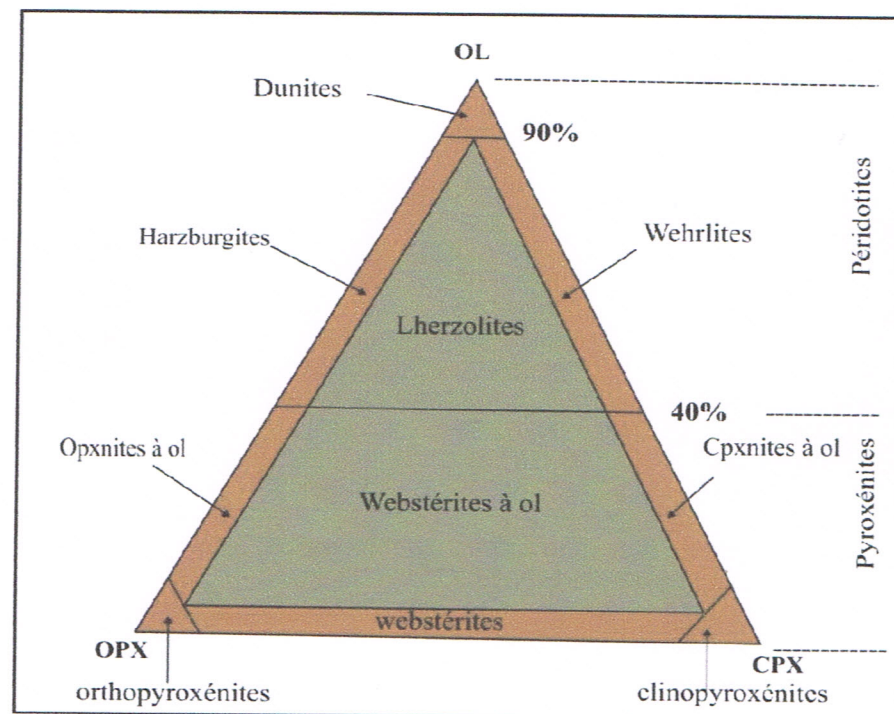 OL
Dunites
90%
Harzburgites
Wehrlites
Péridotites
Lherzolites
40%
Opxnites à ol
Cpxnites à ol
Webstérites à ol
Pyroxénites
webstérites
OPX
CPX
orthopyroxénites
clinopyroxénites